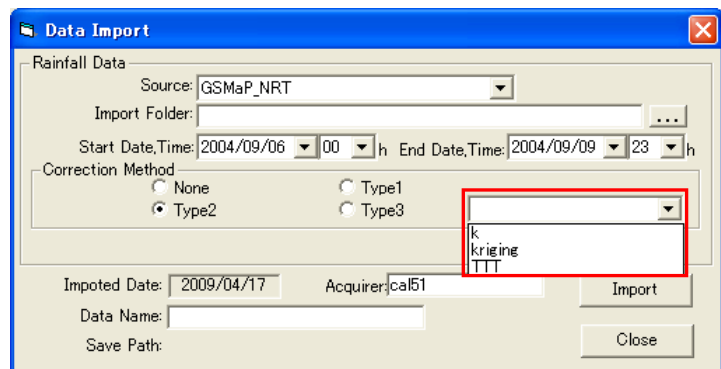 Data Import
Rainfall Data
Source: GSMaP_NRT
Import Folder: ...
Start Date,Time: 2004/09/06 00 h End Date,Time: 2004/09/09 23 h
Correction Method
None Type1
Type2 Type3
k
kriging
TTT
Impoted Date: 2009/04/17 Acquirer: cal51 Import
Data Name:
Save Path: Close